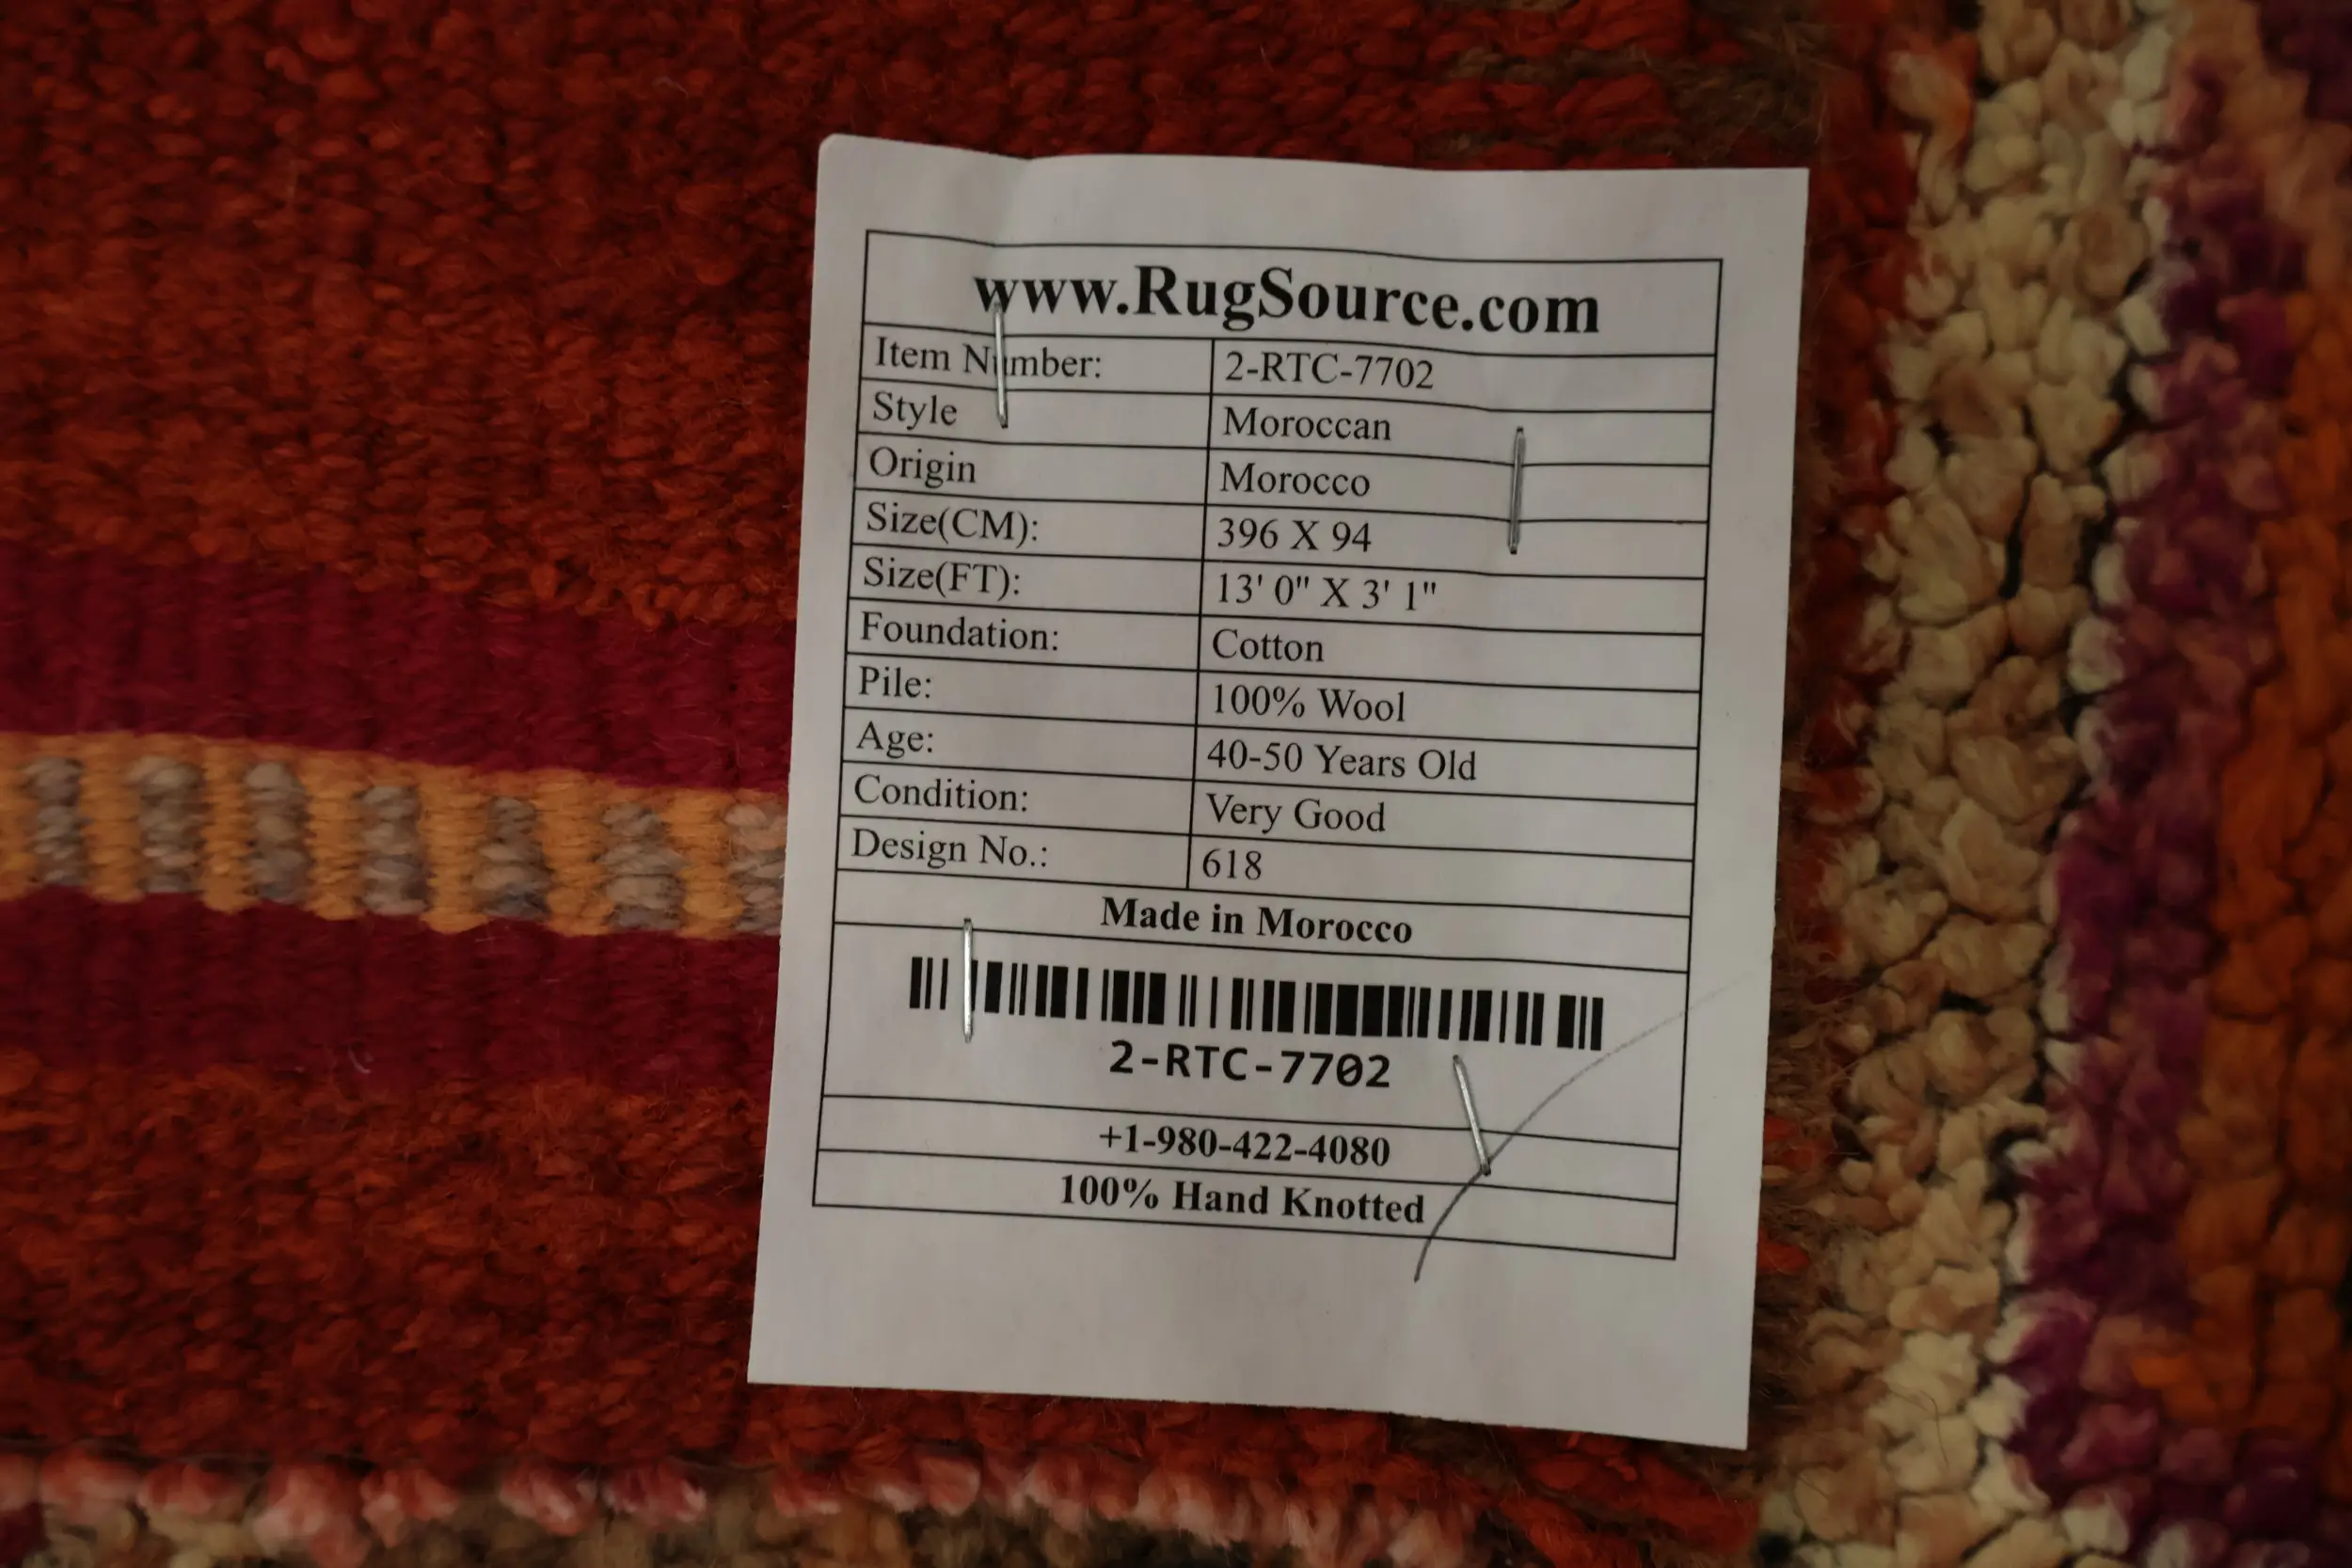 www.RugSource.com
Item Number: 2-RTC-7702
Style Moroccan
Origin Morocco
Size(CM): 396 X 94
Size(FT): 13' 0" X 3' 1"
Foundation: Cotton
Pile: 100% Wool
Age: 40-50 Years Old
Condition: Very Good
Design No.: 618
Made in Morocco
2-RTC-7702
+1-980-422-4080
100% Hand Knotted